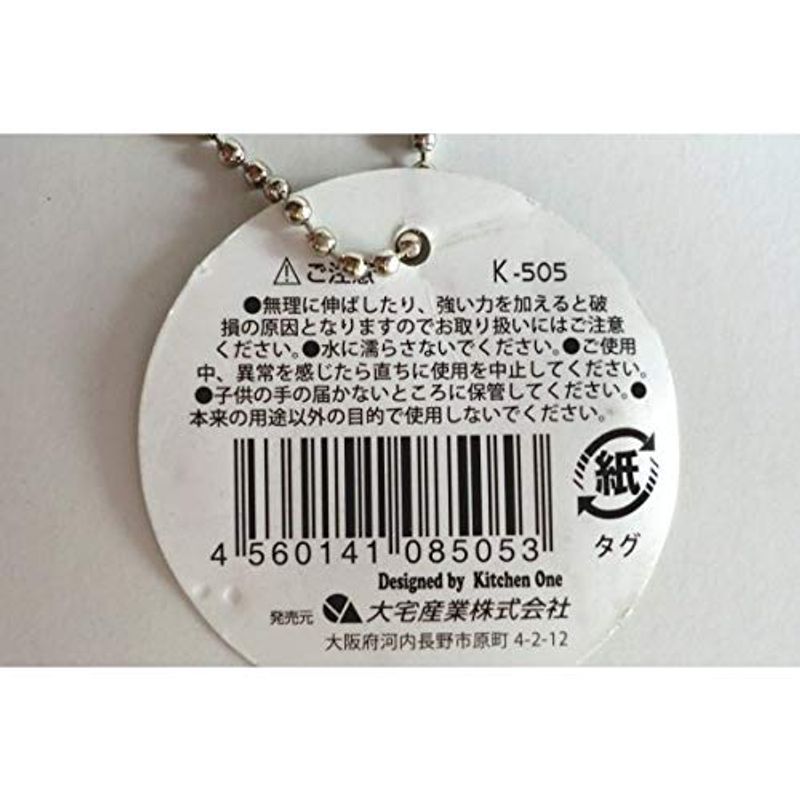 ⚠ご注意 K-505
●無理に伸ばしたり、強い力を加えると破
損の原因となりますのでお取り扱いにはご注意
ください。●水に濡らさないでください。●ご使用
中、異常を感じたら直ちに使用を中止してください。
●子供の手の届かないところに保管してください。●
本来の用途以外の目的で使用しないでください。
紙
タグ
4 560141 085053
Designed by Kitchen One
発売元 大宅産業株式会社
大阪府河内長野市原町 4-2-12